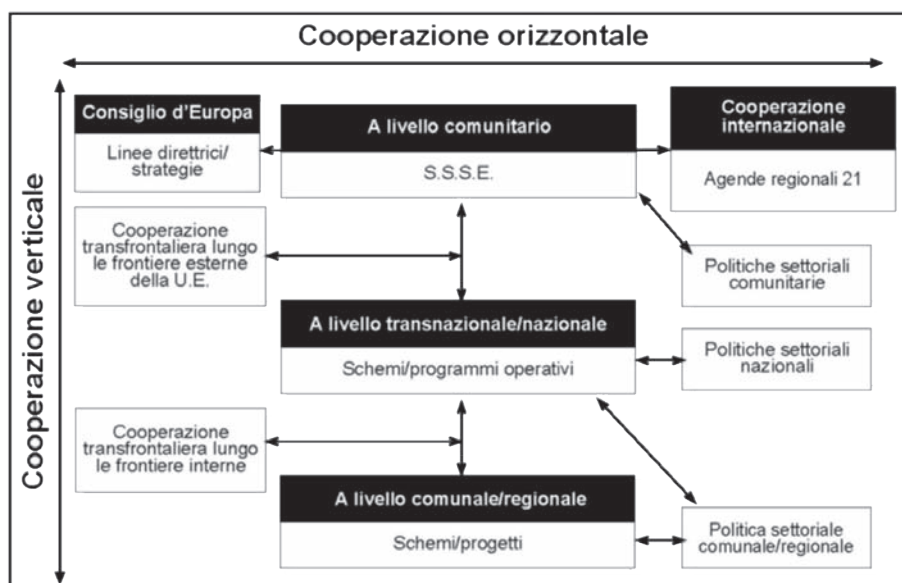 Cooperazione orizzontale
Cooperazione verticale
Consiglio d'Europa
Linee direttrici/
strategie
A livello comunitario
S.S.S.E.
Cooperazione
internazionale
Agende regionali 21
Cooperazione
transfrontaliera lungo
le frontiere esterne
della U.E.
Politiche settoriali
comunitarie
A livello transnazionale/nazionale
Schemi/programmi operativi
Politiche settoriali
nazionali
Cooperazione
transfrontaliera lungo
le frontiere interne
A livello comunale/regionale
Schemi/progetti
Politica settoriale
comunale/regionale